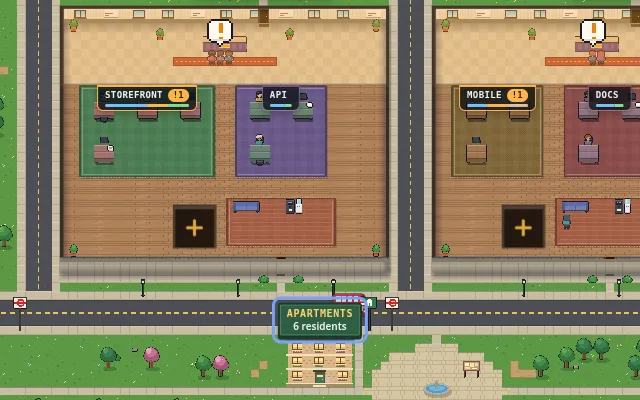 STOREFRONT !1
API
MOBILE !1
DOCS
APARTMENTS
6 residents